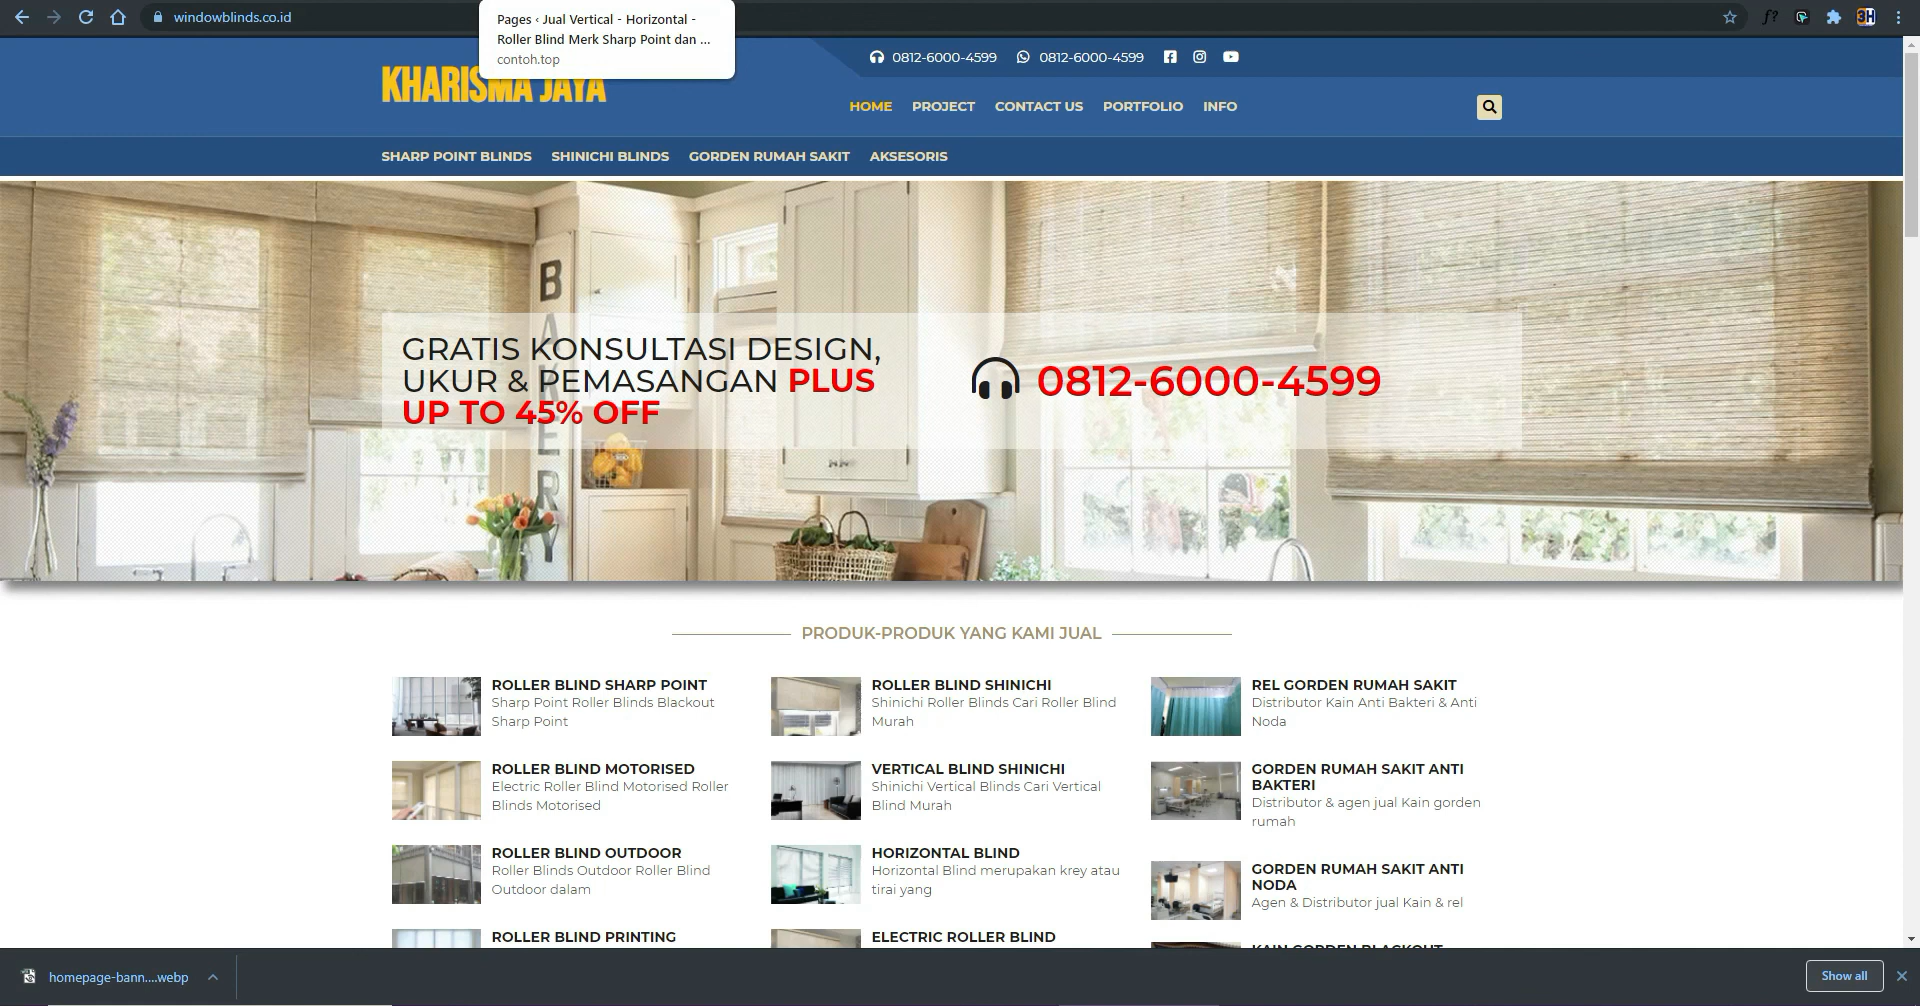 windowblinds.co.id
Pages ‹ Jual Vertical - Horizontal -
Roller Blind Merk Sharp Point dan ...
contoh.top
0812-6000-4599
0812-6000-4599
KHARISMA JAYA
HOME
PROJECT
CONTACT US
PORTFOLIO
INFO
SHARP POINT BLINDS
SHINICHI BLINDS
GORDEN RUMAH SAKIT
AKSESORIS
BAKERY
GRATIS KONSULTASI DESIGN,
UKUR & PEMASANGAN PLUS
UP TO 45% OFF
0812-6000-4599
PRODUK-PRODUK YANG KAMI JUAL
ROLLER BLIND SHARP POINT
Sharp Point Roller Blinds Blackout
Sharp Point
ROLLER BLIND MOTORISED
Electric Roller Blind Motorised Roller
Blinds Motorised
ROLLER BLIND OUTDOOR
Roller Blinds Outdoor Roller Blind
Outdoor dalam
ROLLER BLIND PRINTING
ROLLER BLIND SHINICHI
Shinichi Roller Blinds Cari Roller Blind
Murah
VERTICAL BLIND SHINICHI
Shinichi Vertical Blinds Cari Vertical
Blind Murah
HORIZONTAL BLIND
Horizontal Blind merupakan krey atau
tirai yang
ELECTRIC ROLLER BLIND
REL GORDEN RUMAH SAKIT
Distributor Kain Anti Bakteri & Anti
Noda
GORDEN RUMAH SAKIT ANTI
BAKTERI
Distributor & agen jual Kain gorden
rumah
GORDEN RUMAH SAKIT ANTI
NODA
Agen & Distributor jual Kain & rel
KAIN GORDEN BLACKOUT
homepage-bann....webp
Show all